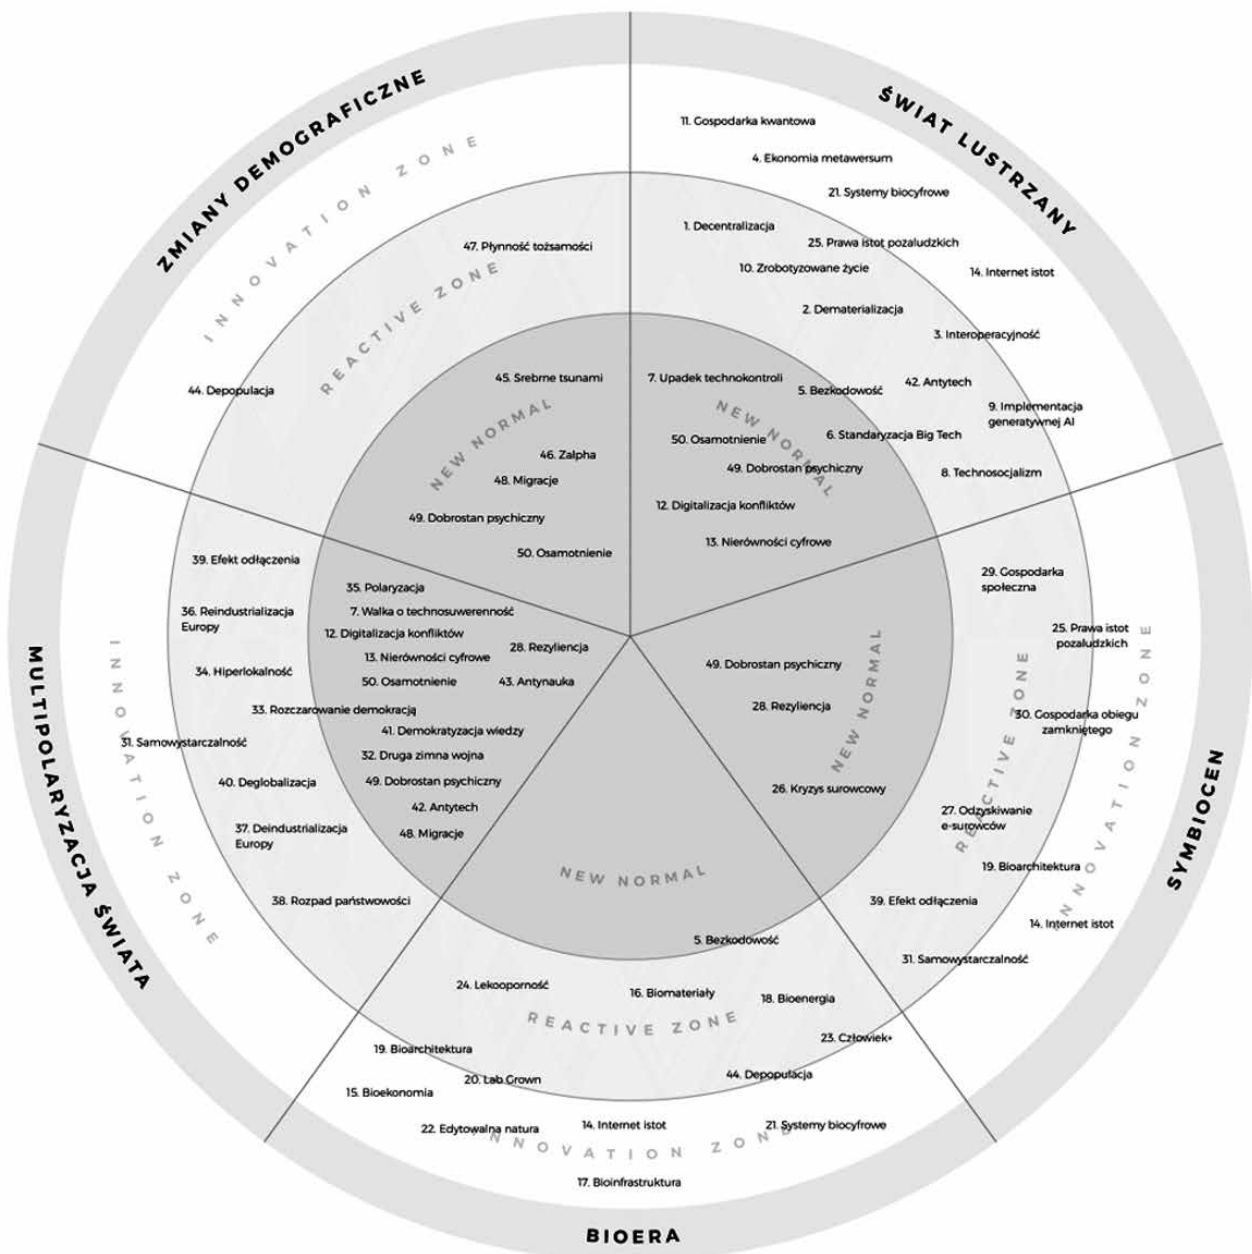 ZMIANY DEMOGRAFICZNE
INNOVATION ZONE
REACTIVE ZONE
NEW NORMAL
47. Płynność tożsamości
44. Depopulacja
45. Srebrne tsunami
46. Zalpha
48. Migracje
49. Dobrostan psychiczny
50. Osamotnienie
ŚWIAT LUSTRZANY
11. Gospodarka kwantowa
4. Ekonomia metawersum
21. Systemy biocyfrowe
1. Decentralizacja
25. Prawa istot pozaludzkich
10. Zrobotyzowane życie
14. Internet istot
2. Dematerializacja
3. Interoperacyjność
7. Upadek technokontroli
5. Bezkodowość
42. Antytech
9. Implementacja
generatywnej AI
NEW NORMAL
50. Osamotnienie
6. Standaryzacja Big Tech
49. Dobrostan psychiczny
8. Technosocjalizm
12. Digitalizacja konfliktów
13. Nierówności cyfrowe
SYMBIOCEN
INNOVATION ZONE
REACTIVE ZONE
NEW NORMAL
29. Gospodarka
społeczna
25. Prawa istot
pozaludzkich
49. Dobrostan psychiczny
28. Rezyliencja
30. Gospodarka obiegu
zamkniętego
26. Kryzys surowcowy
27. Odzyskiwanie
e-surowców
19. Bioarchitektura
39. Efekt odłączenia
14. Internet istot
31. Samowystarczalność
BIOERA
NEW NORMAL
5. Bezkodowość
24. Lekooporność
16. Biomateriały
18. Bioenergia
REACTIVE ZONE
23. Człowiek+
19. Bioarchitektura
20. Lab Grown
44. Depopulacja
15. Bioekonomia
22. Edytowalna natura
14. Internet istot
21. Systemy biocyfrowe
INNOVATION ZONE
17. Bioinfrastruktura
MULTIPOLARYZACJA ŚWIATA
INNOVATION ZONE
39. Efekt odłączenia
36. Reindustrializacja
Europy
34. Hiperlokalność
33. Rozczarowanie demokracją
31. Samowystarczalność
40. Deglobalizacja
37. Deindustrializacja
Europy
38. Rozpad państwowości
35. Polaryzacja
7. Walka o technosuwerenność
12. Digitalizacja konfliktów
28. Rezyliencja
13. Nierówności cyfrowe
50. Osamotnienie
43. Antynauka
41. Demokratyzacja wiedzy
32. Druga zimna wojna
49. Dobrostan psychiczny
42. Antytech
48. Migracje